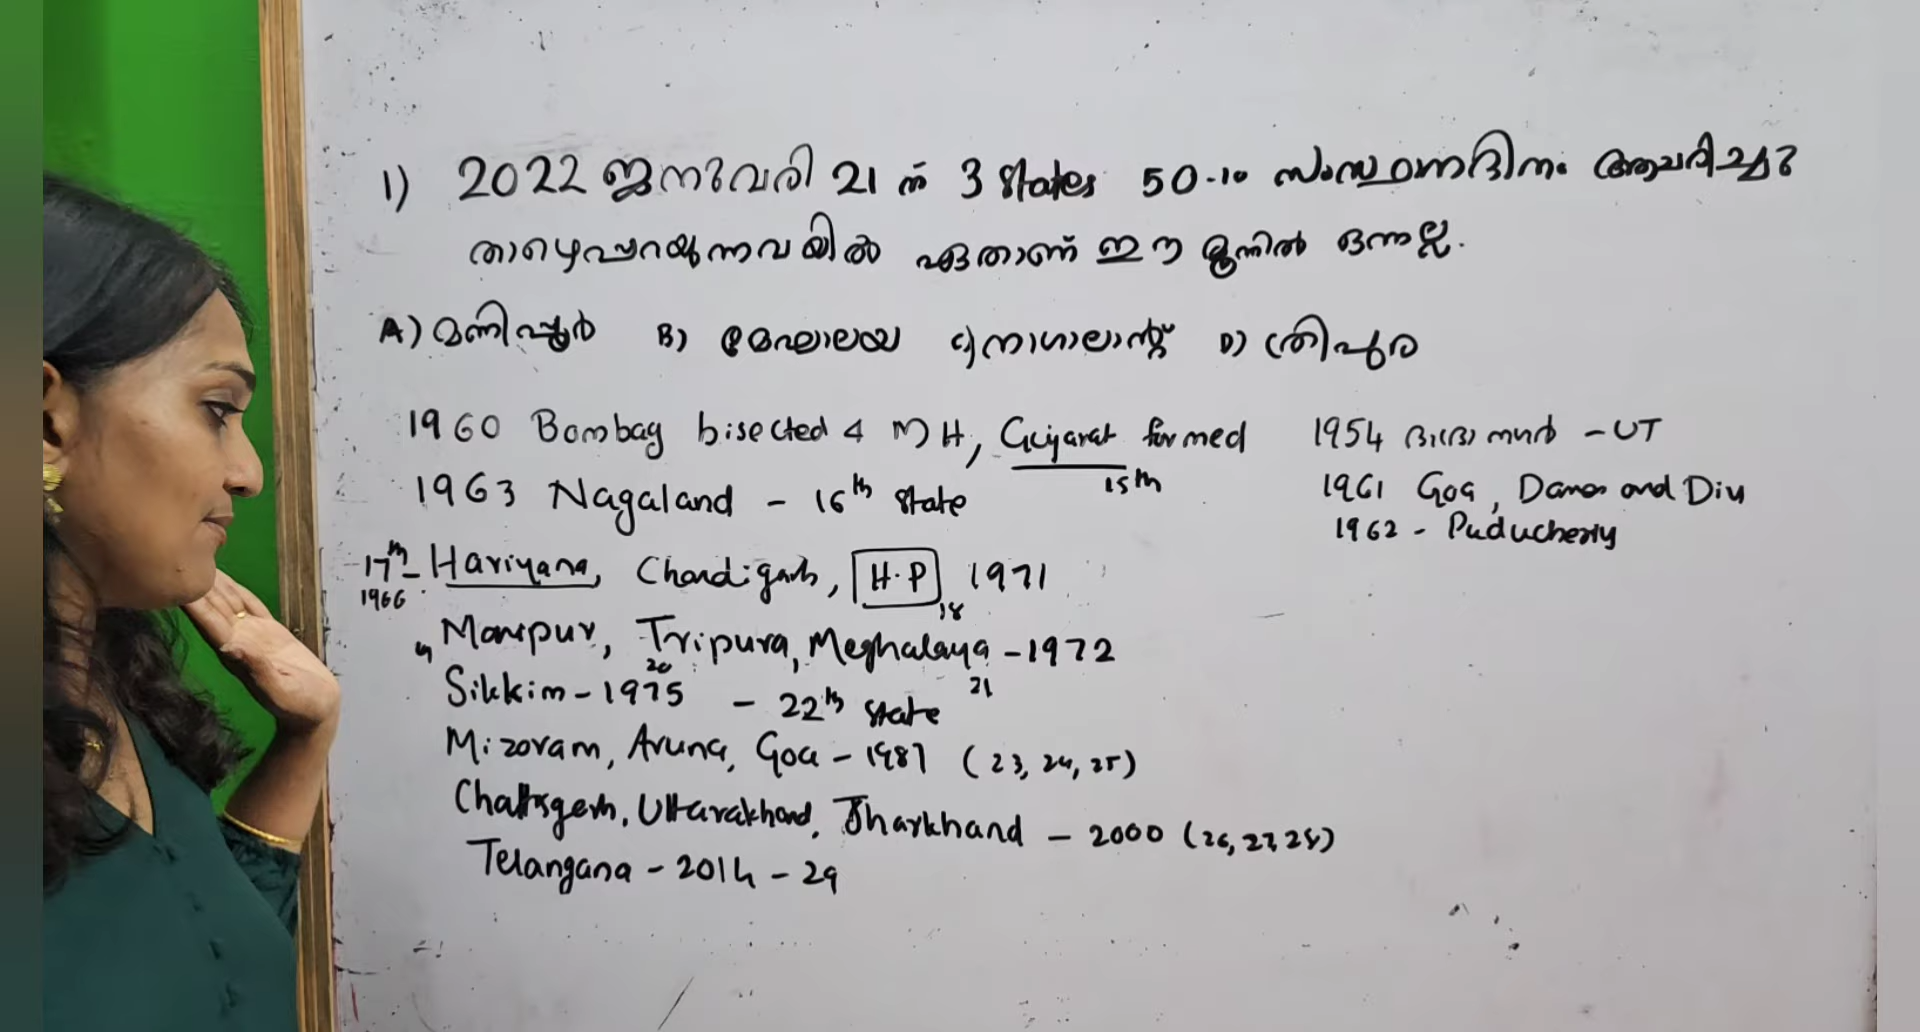 1) 2022 ജനുവരി 21 ന് 3 states 50-ാം സംസ്ഥാനദിനം ആചരിച്ചു
താഴെപ്പറയുന്നവയിൽ ഏതാണ് ഈ മൂന്നിൽ ഒന്നല്ല.
A) മണിപ്പൂർ B) മേഘാലയ C) നാഗാലാന്റ് D) ത്രിപുര
1960 Bombay bisected & MH, Gujarat formed
15th
1963 Nagaland - 16th state
17th - Hariyana, Chandigarh, H.P 1971
1966 18
Manipur, Tripura, Meghalaya - 1972
20 21
Sikkim - 1975 - 22th state
Mizoram, Aruna, Goa - 1987 (23, 24, 25)
Chattisgerh, Uttarakhand, Jharkhand - 2000 (26, 27, 28)
Telangana - 2014 - 29
1954 ദാദ്രാ നഗർ - UT
1961 Goa, Daman and Diu
1962 - Puducherry